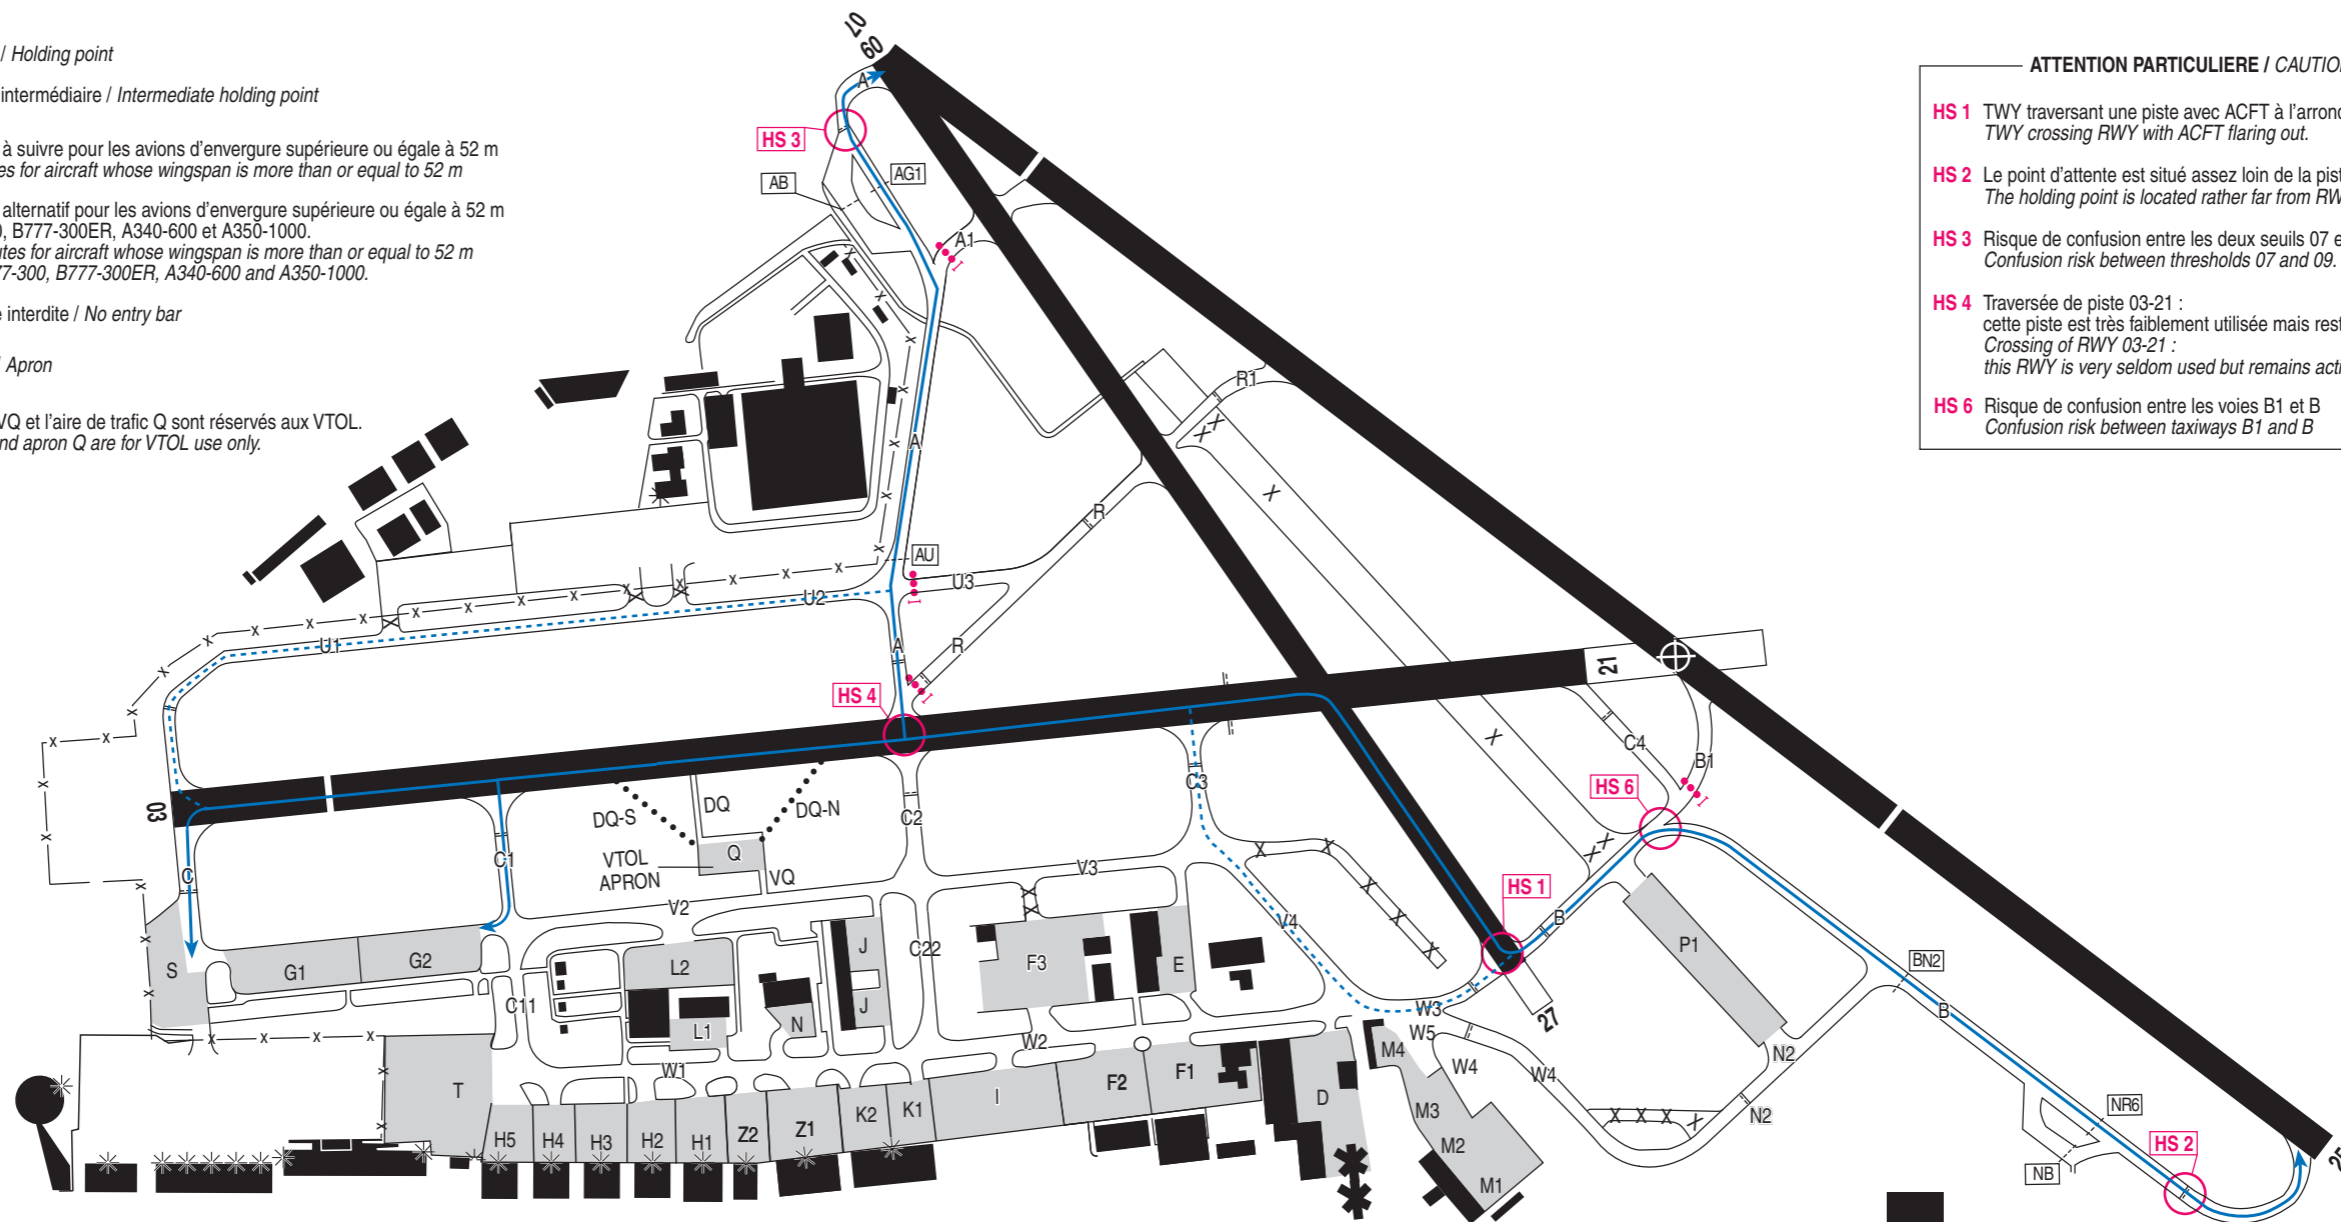 / Holding point
intermédiaire / Intermediate holding point
à suivre pour les avions d'envergure supérieure ou égale à 52 m
es for aircraft whose wingspan is more than or equal to 52 m
alternatif pour les avions d'envergure supérieure ou égale à 52 m
, B777-300ER, A340-600 et A350-1000.
utes for aircraft whose wingspan is more than or equal to 52 m
77-300, B777-300ER, A340-600 and A350-1000.
interdite / No entry bar
/ Apron
VQ et l'aire de trafic Q sont réservés aux VTOL.
nd apron Q are for VTOL use only.
ATTENTION PARTICULIERE / CAUTION
HS 1 TWY traversant une piste avec ACFT à l'arrond
TWY crossing RWY with ACFT flaring out.
HS 2 Le point d'attente est situé assez loin de la pist
The holding point is located rather far from RW
HS 3 Risque de confusion entre les deux seuils 07 e
Confusion risk between thresholds 07 and 09.
HS 4 Traversée de piste 03-21 :
cette piste est très faiblement utilisée mais rest
Crossing of RWY 03-21 :
this RWY is very seldom used but remains acti
HS 6 Risque de confusion entre les voies B1 et B
Confusion risk between taxiways B1 and B
07
09
A
HS 3
AB
AG1
A1
I
R1
A
R
AU
U3
I
U2
U1
A
R
I
HS 4
21
C4
B1
I
HS 6
03
DQ
DQ-S
DQ-N
C2
C3
C
C1
VTOL
APRON
Q
VQ
V3
V2
V4
HS 1
B
P1
S
G1
G2
L2
J
C22
F3
E
BN2
B
C11
L1
N
J
W2
W3
27
W5
M4
W4
W4
N2
N2
W1
T
H5
H4
H3
H2
H1
Z2
Z1
K2
K1
I
F2
F1
D
M3
M2
M1
NR6
HS 2
NB
25
X X X X X X X X X X X